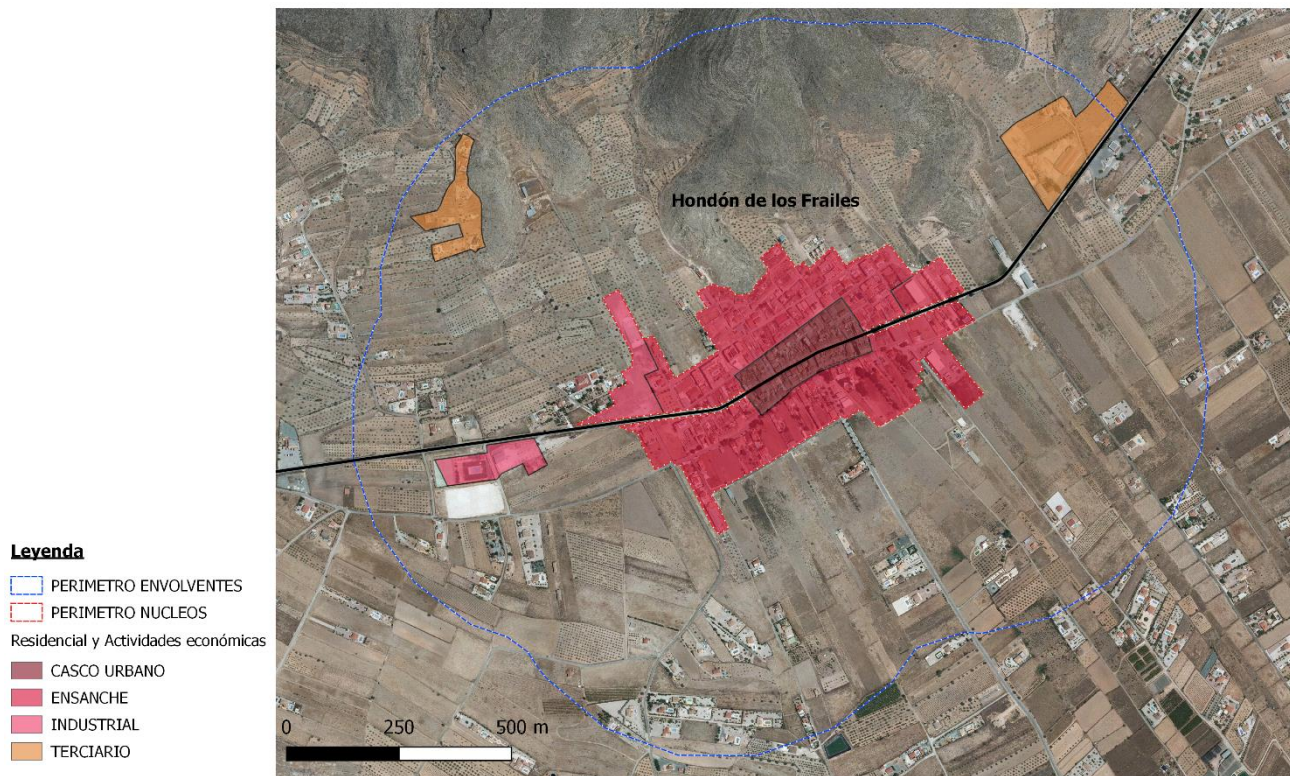 Hondón de los Frailes
Leyenda
PERIMETRO ENVOLVENTES
PERIMETRO NUCLEOS
Residencial y Actividades económicas
CASCO URBANO
ENSANCHE
INDUSTRIAL
TERCIARIO
0 250 500 m